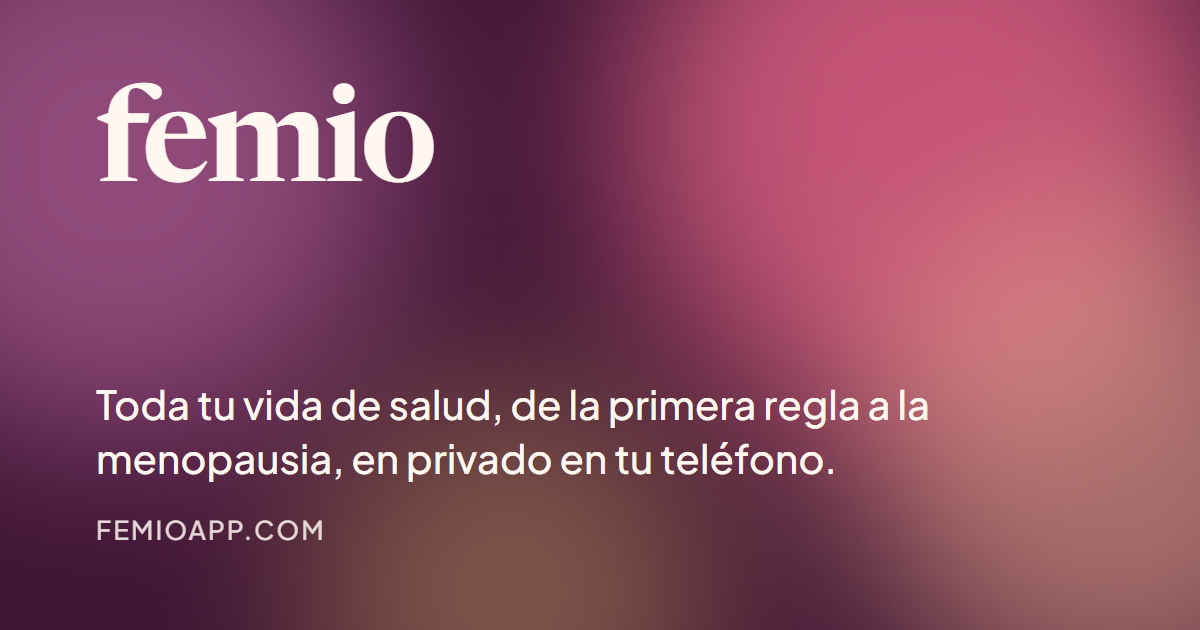 femio
Toda tu vida de salud, de la primera regla a la
menopausia, en privado en tu teléfono.
FEMIOAPP.COM